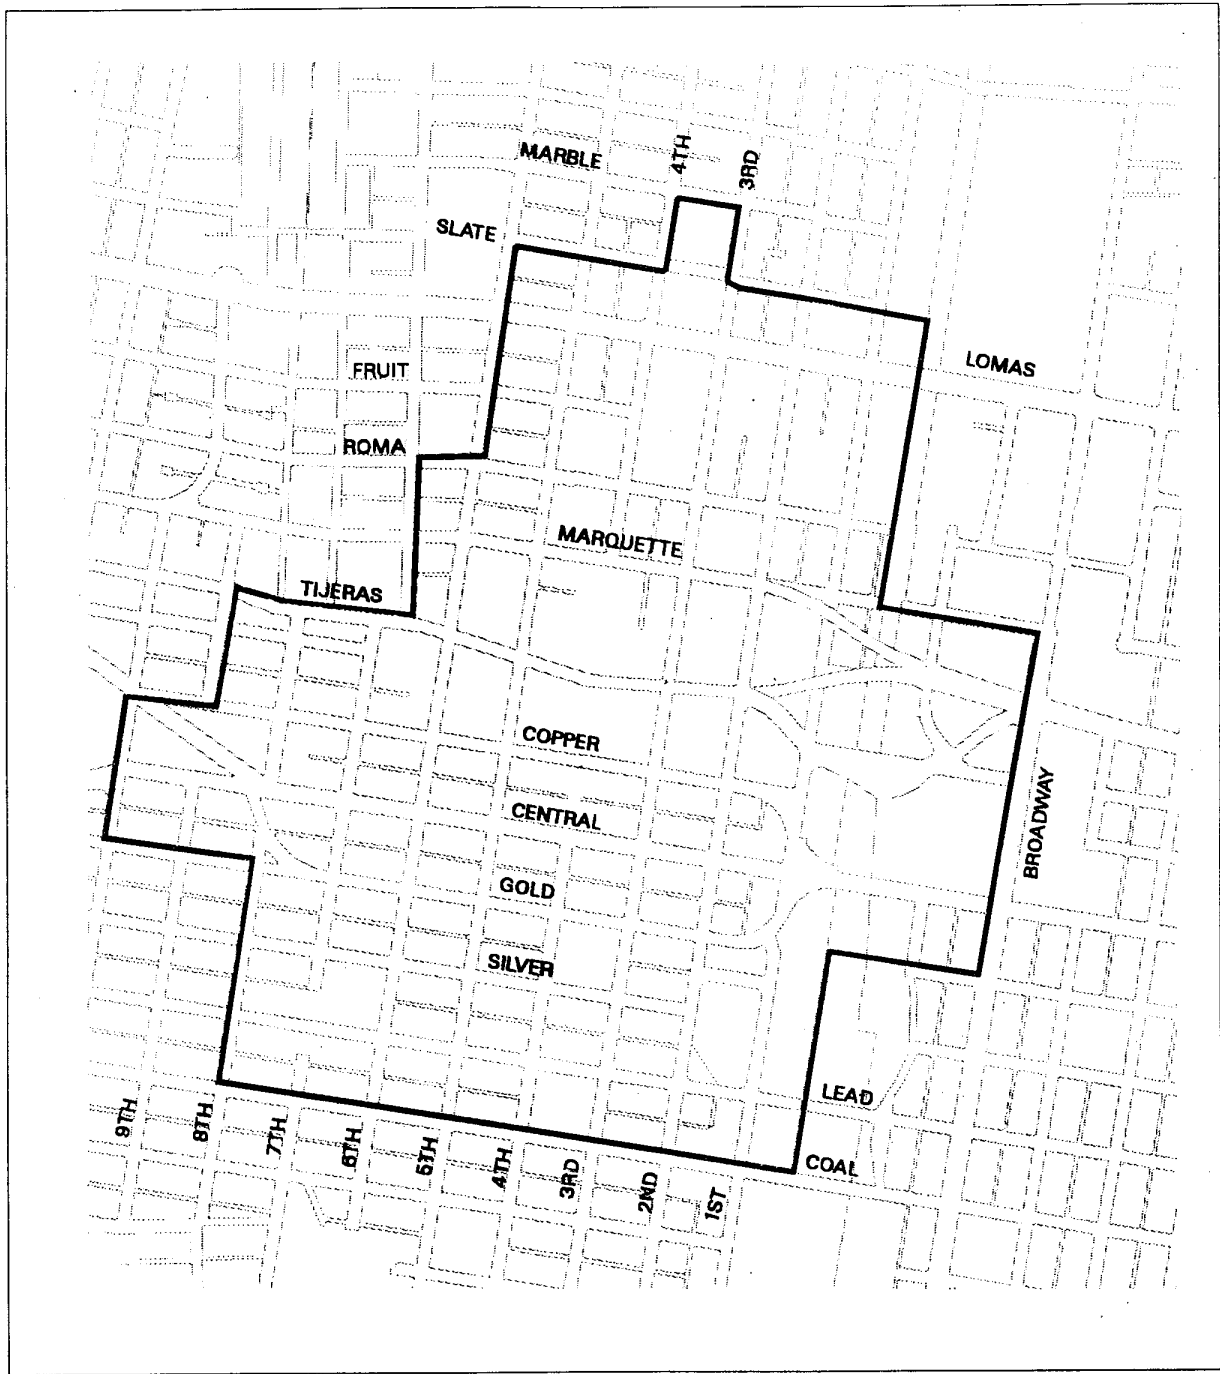 MARBLE
4TH
3RD
SLATE
LOMAS
FRUIT
ROMA
MARQUETTE
TIJERAS
COPPER
CENTRAL
BROADWAY
GOLD
SILVER
LEAD
COAL
9TH
8TH
7TH
6TH
5TH
4TH
3RD
2ND
1ST